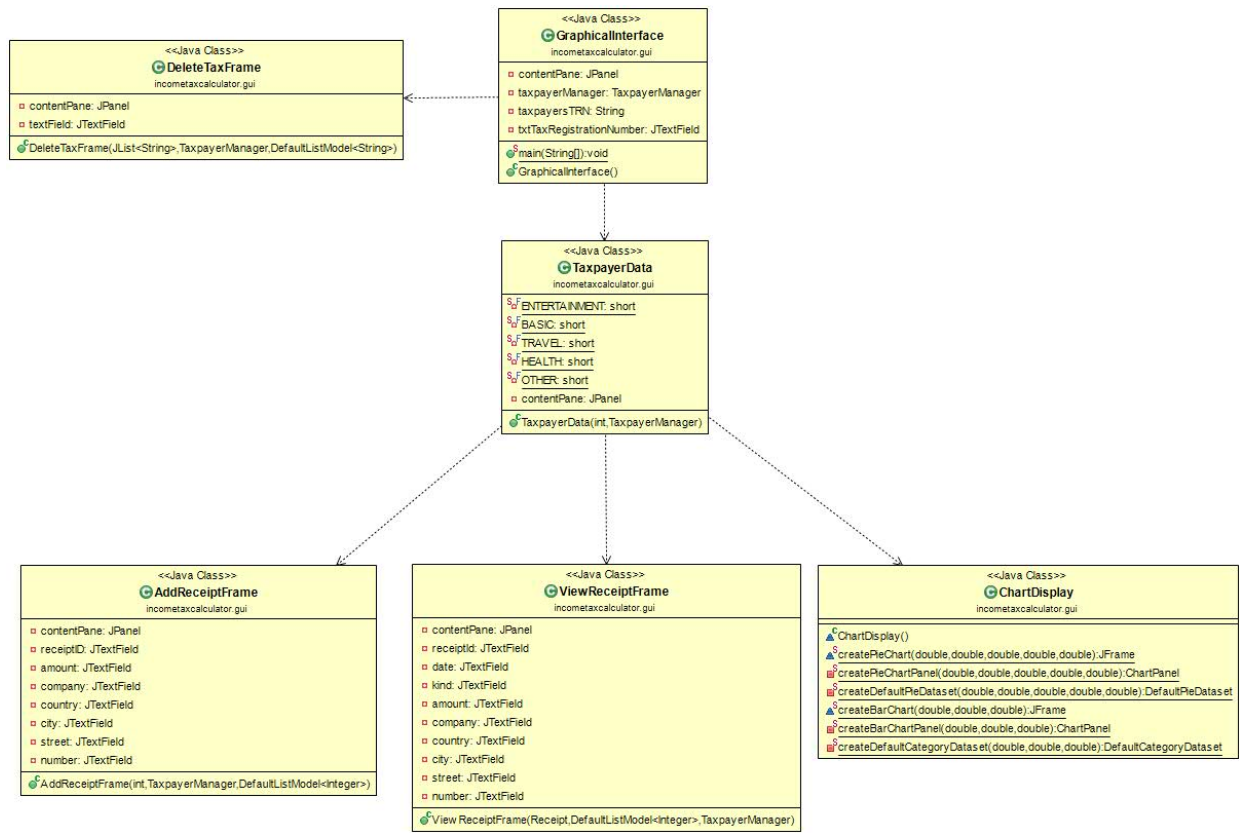 <<Java Class>>
GraphicalInterface
incometaxcalculator.gui
contentPane: JPanel
taxpayerManager: TaxpayerManager
taxpayersTRN: String
txtTaxRegistrationNumber: JTextField
main(String[]):void
GraphicalInterface()
<<Java Class>>
DeleteTaxFrame
incometaxcalculator.gui
contentPane: JPanel
textField: JTextField
DeleteTaxFrame(JList<String>,TaxpayerManager,DefaultListModel<String>)
<<Java Class>>
TaxpayerData
incometaxcalculator.gui
ENTERTAINMENT: short
BASIC: short
TRAVEL: short
HEALTH: short
OTHER: short
contentPane: JPanel
TaxpayerData(int,TaxpayerManager)
<<Java Class>>
AddReceiptFrame
incometaxcalculator.gui
contentPane: JPanel
receiptID: JTextField
amount: JTextField
company: JTextField
country: JTextField
city: JTextField
street: JTextField
number: JTextField
AddReceiptFrame(int,TaxpayerManager,DefaultListModel<Integer>)
<<Java Class>>
ViewReceiptFrame
incometaxcalculator.gui
contentPane: JPanel
receiptId: JTextField
date: JTextField
kind: JTextField
amount: JTextField
company: JTextField
country: JTextField
city: JTextField
street: JTextField
number: JTextField
ViewReceiptFrame(Receipt,DefaultListModel<Integer>,TaxpayerManager)
<<Java Class>>
ChartDisplay
incometaxcalculator.gui
ChartDisplay()
createPieChart(double,double,double,double,double):JFrame
createPieChartPanel(double,double,double,double,double):ChartPanel
createDefaultPieDataset(double,double,double,double,double):DefaultPieDataset
createBarChart(double,double,double):JFrame
createBarChartPanel(double,double,double):ChartPanel
createDefaultCategoryDataset(double,double,double):DefaultCategoryDataset